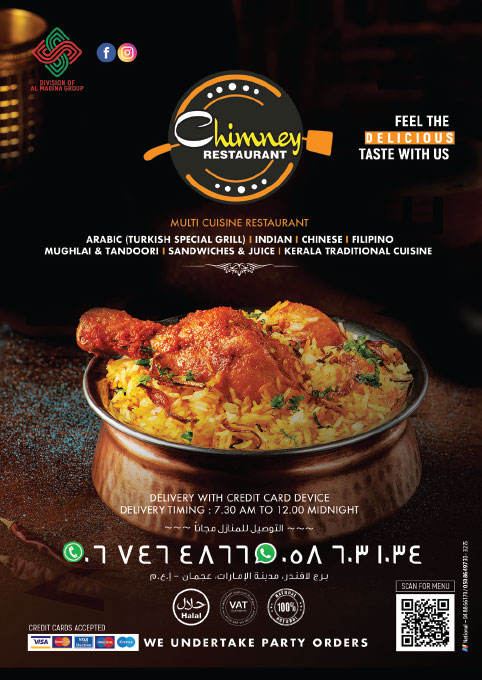 DIVISION OF
AL MADINA GROUP
Chimney
RESTAURANT
FEEL THE
DELICIOUS
TASTE WITH US
MULTI CUISINE RESTAURANT
ARABIC (TURKISH SPECIAL GRILL) I INDIAN I CHINESE I FILIPINO
MUGHLAI & TANDOORI I SANDWICHES & JUICE I KERALA TRADITIONAL CUISINE
DELIVERY WITH CREDIT CARD DEVICE
DELIVERY TIMING : 7.30 AM TO 12.00 MIDNIGHT
~~~ التوصيل للمنازل مجاناً ~~~
٠٦ ٧٤٦ ٤٨٦٦ ٠٥٨ ٦٠٣١٠٣٤
برج لافندر، مدينة الإمارات، عجمان - إ.ع.م
حلال
Halal
VAT
NATURAL
100%
SCAN FOR MENU
CREDIT CARDS ACCEPTED
VISA
WE UNDERTAKE PARTY ORDERS